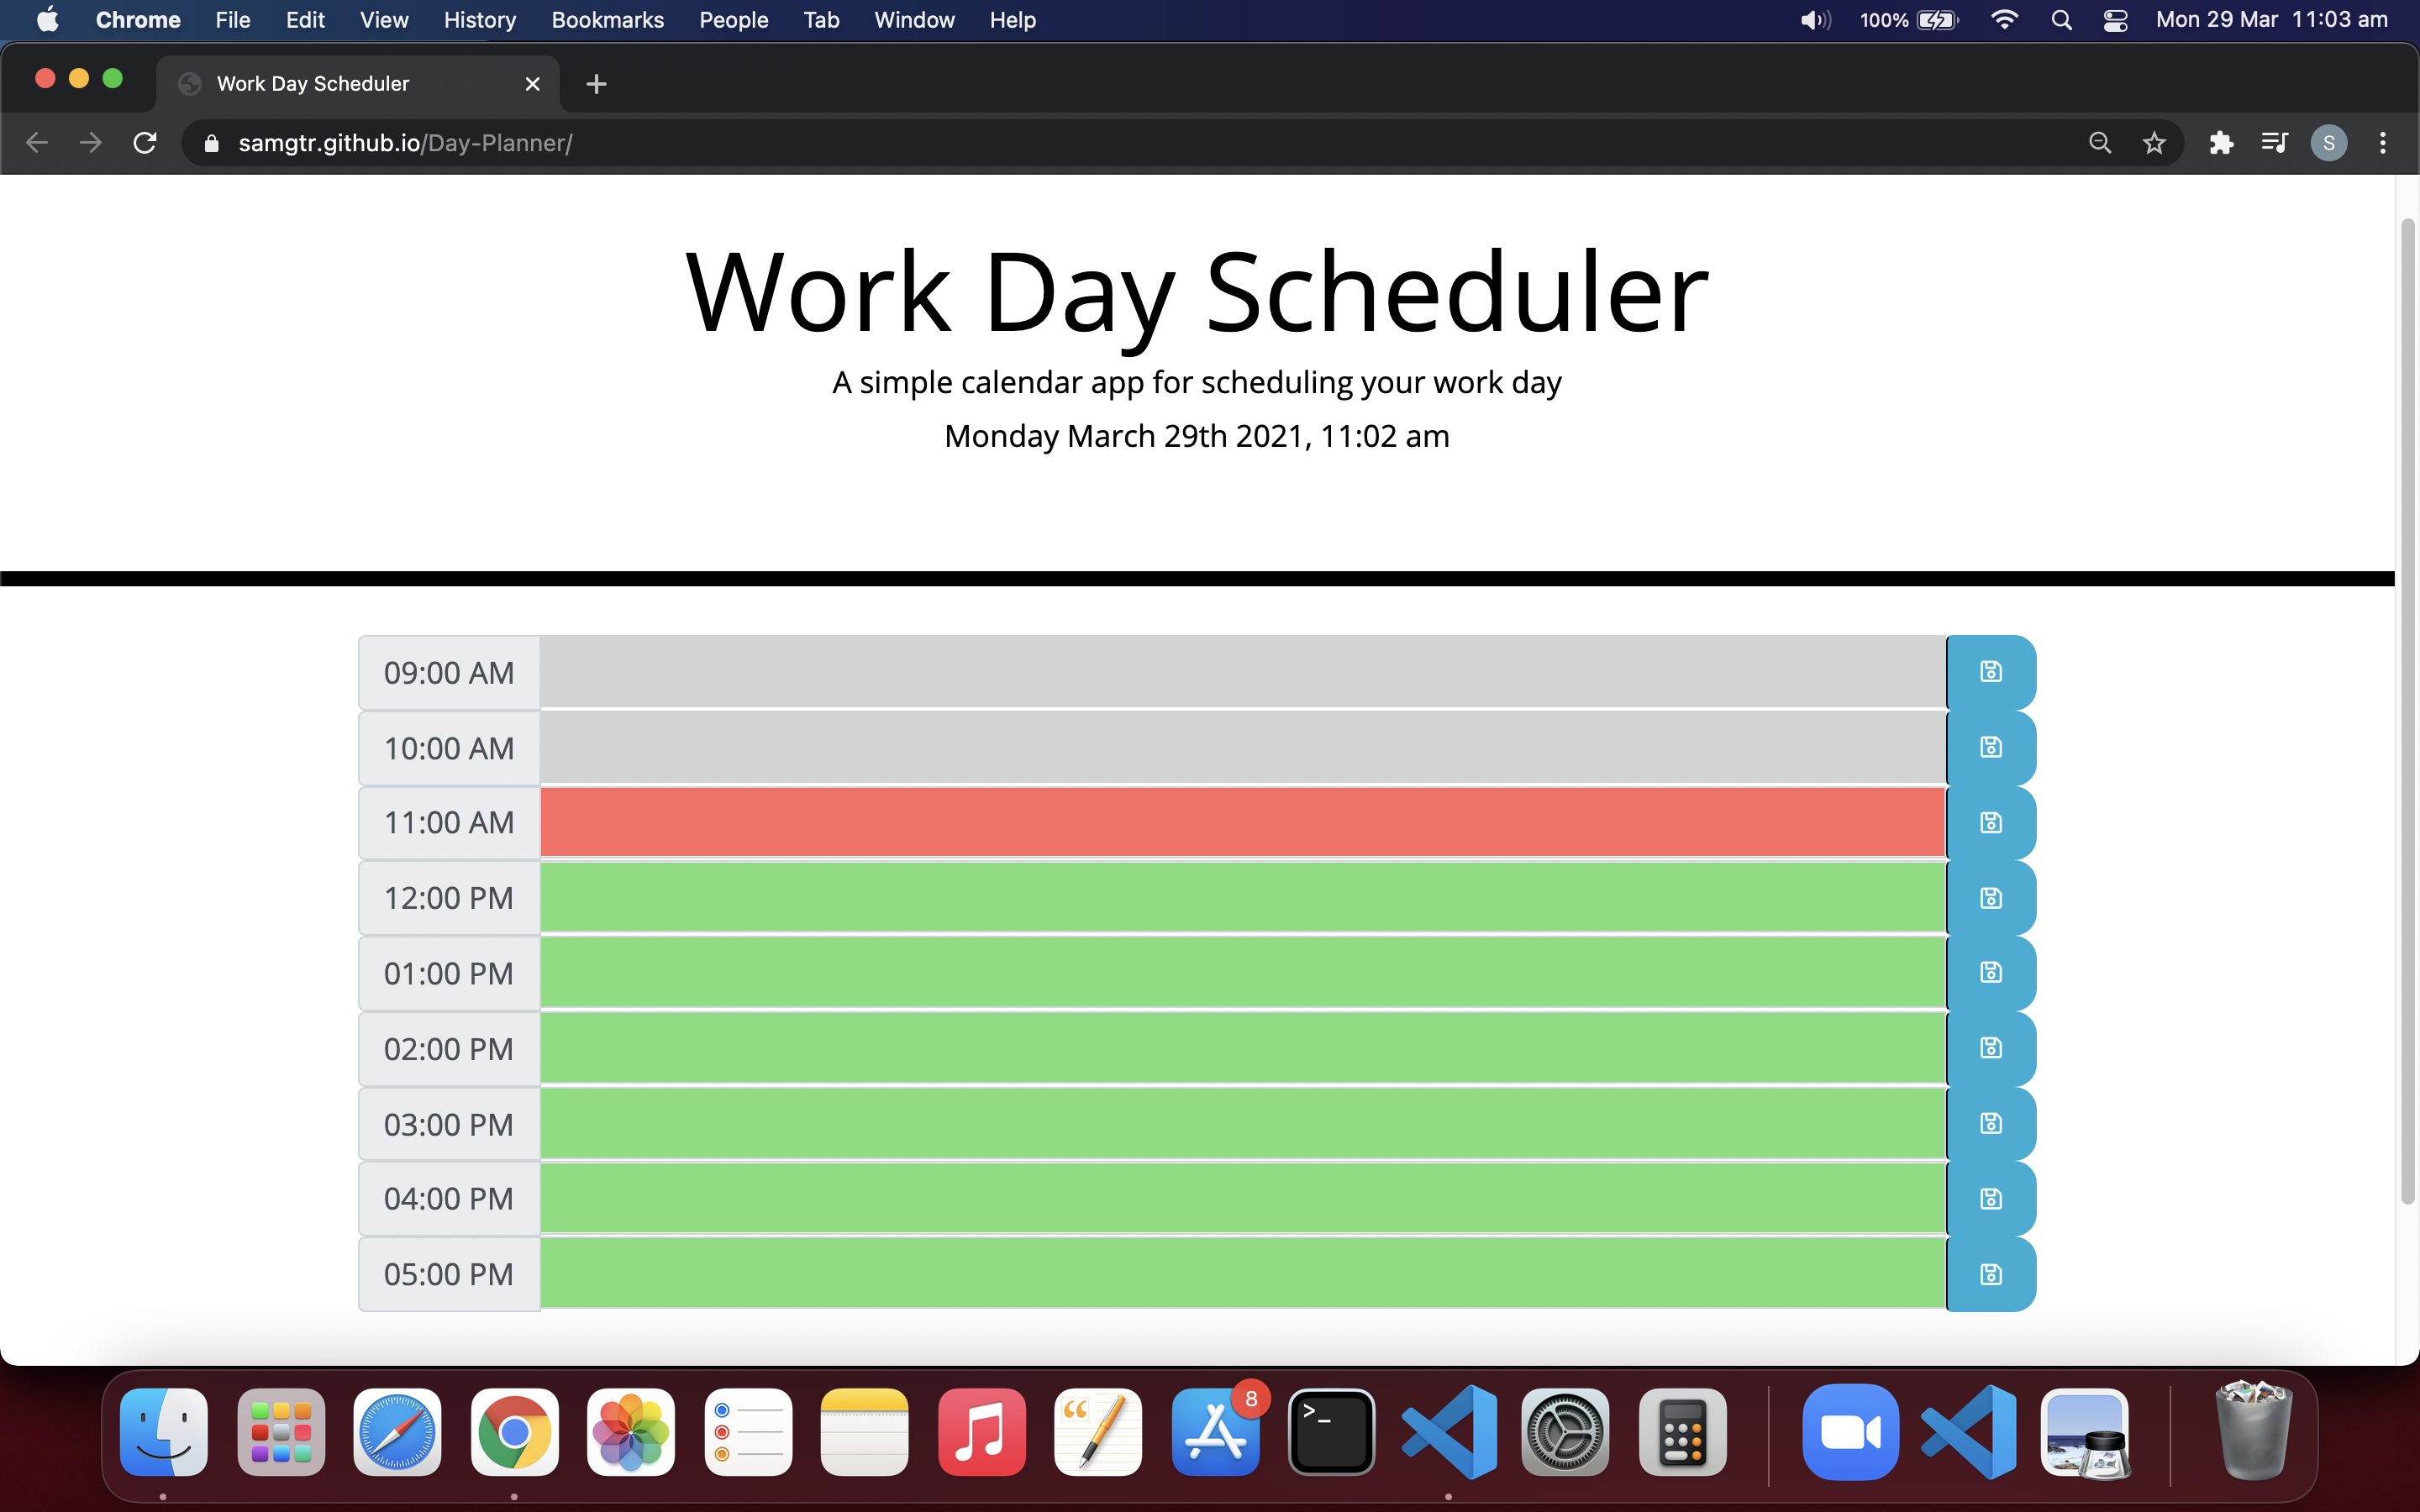 Chrome File Edit View History Bookmarks People Tab Window Help 100% Mon 29 Mar 11:03 am
Work Day Scheduler
samgtr.github.io/Day-Planner/
S
Work Day Scheduler
A simple calendar app for scheduling your work day
Monday March 29th 2021, 11:02 am
09:00 AM
10:00 AM
11:00 AM
12:00 PM
01:00 PM
02:00 PM
03:00 PM
04:00 PM
05:00 PM
8
>_